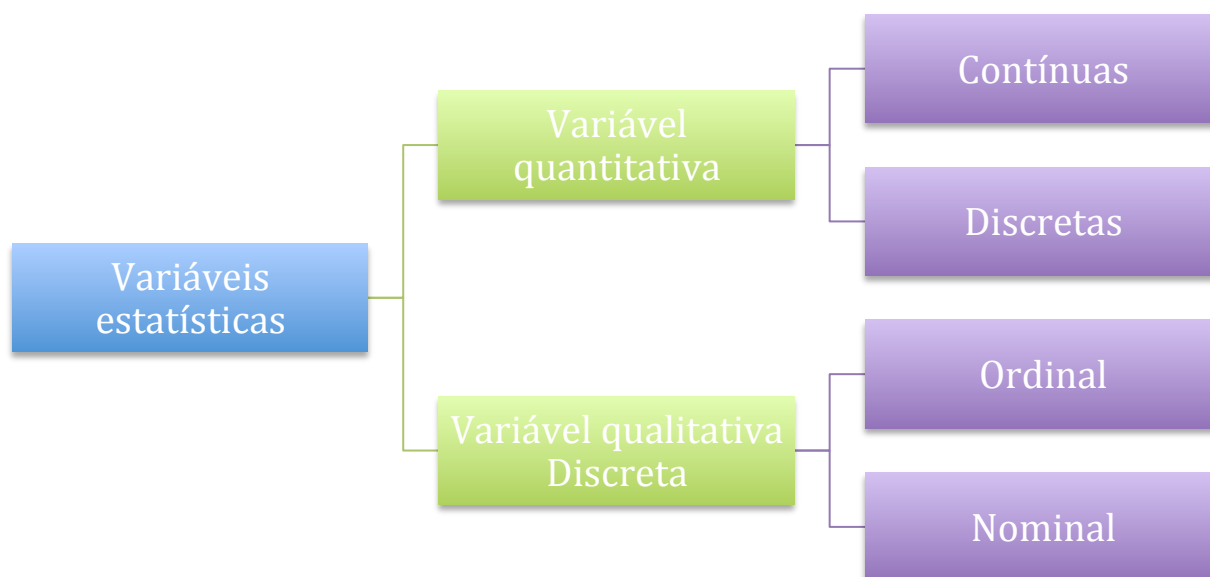 Variáveis
estatísticas
Variável
quantitativa
Contínuas
Discretas
Variável qualitativa
Discreta
Ordinal
Nominal